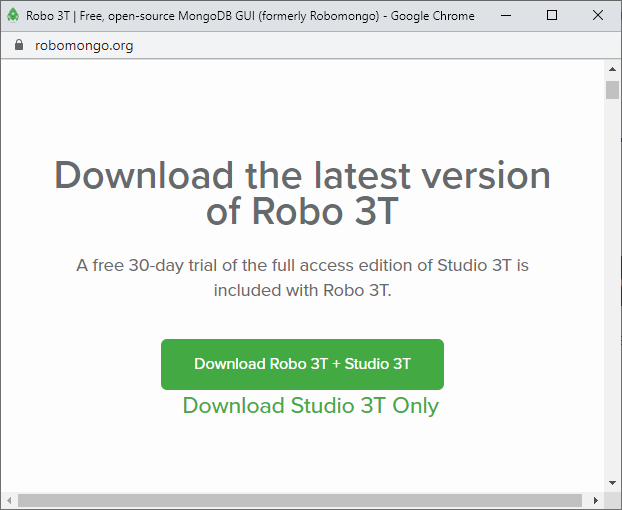 Robo 3T | Free, open-source MongoDB GUI (formerly Robomongo) - Google Chrome
robomongo.org
Download the latest version
of Robo 3T
A free 30-day trial of the full access edition of Studio 3T is
included with Robo 3T.
Download Robo 3T + Studio 3T
Download Studio 3T Only